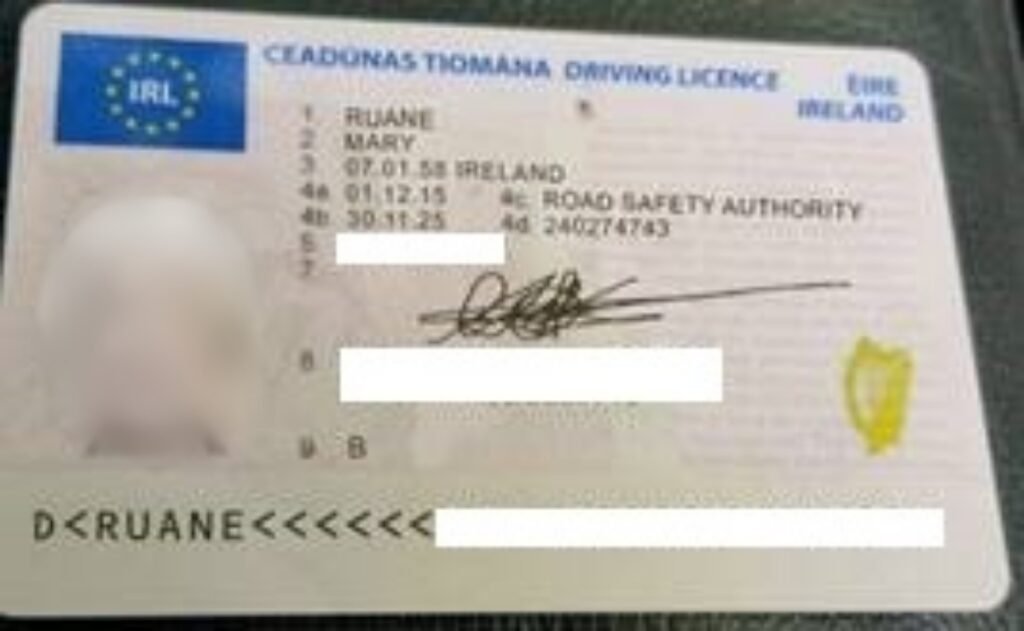 IRL
CEADÚNAS TIOMÁNA DRIVING LICENCE
ÉIRE
IRELAND
1 RUANE
2 MARY
3 07.01.58 IRELAND
4a 01.12.15 4c ROAD SAFETY AUTHORITY
4b 30.11.25 4d 240274743
5
7
8
9 B
D<RUANE<<<<<<